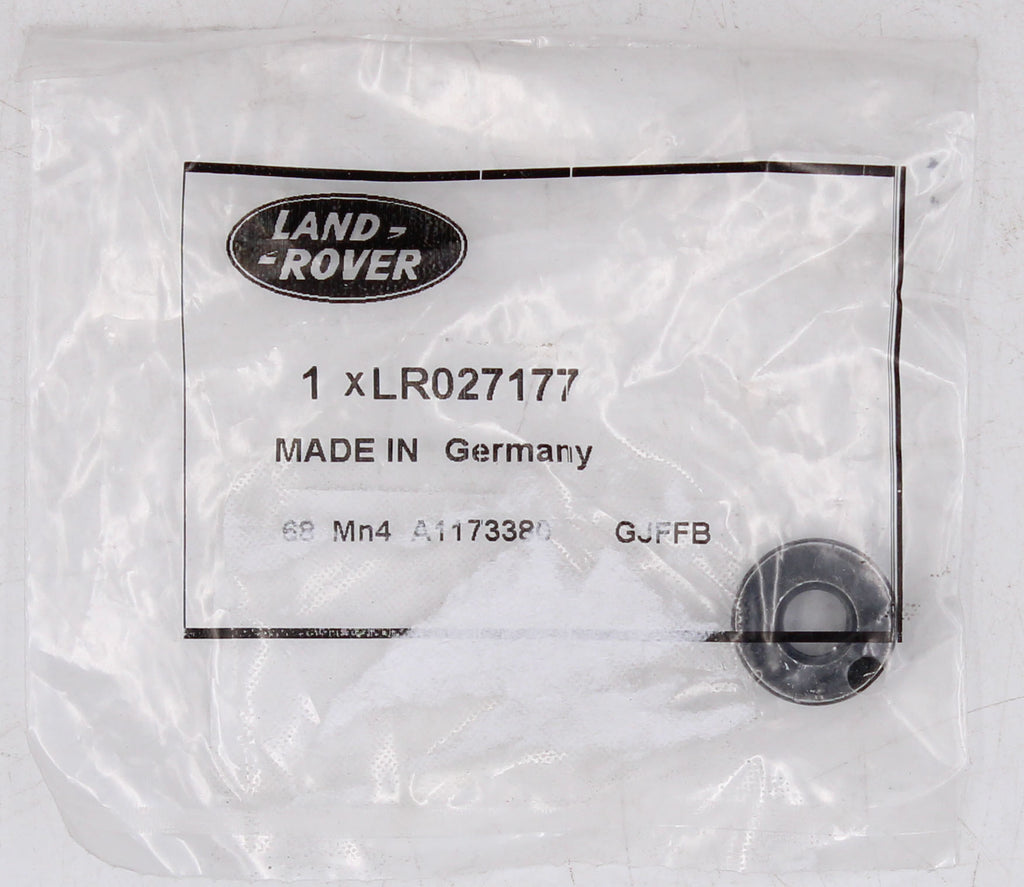 LAND -
- ROVER
1 xLR027177
MADE IN Germany
68 Mn4 A1173380 GJFFB